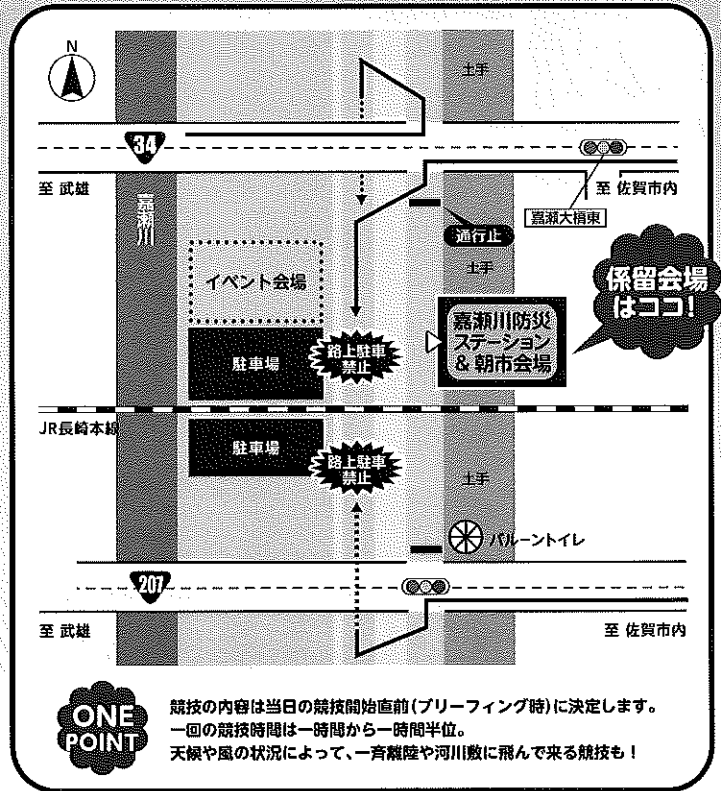 N
土手
34
至 武雄
至 佐賀市内
嘉瀬川
嘉瀬大橋東
通行止
土手
係留会場
はココ!
イベント会場
嘉瀬川防災
ステーション
& 朝市会場
駐車場
路上駐車
禁止
JR長崎本線
駐車場
路上駐車
禁止
土手
バルーントイレ
207
至 武雄
至 佐賀市内
ONE
POINT
競技の内容は当日の競技開始直前(ブリーフィング時)に決定します。
一回の競技時間は一時間から一時間半位。
天候や風の状況によって、一斉離陸や河川敷に飛んで来る競技も!